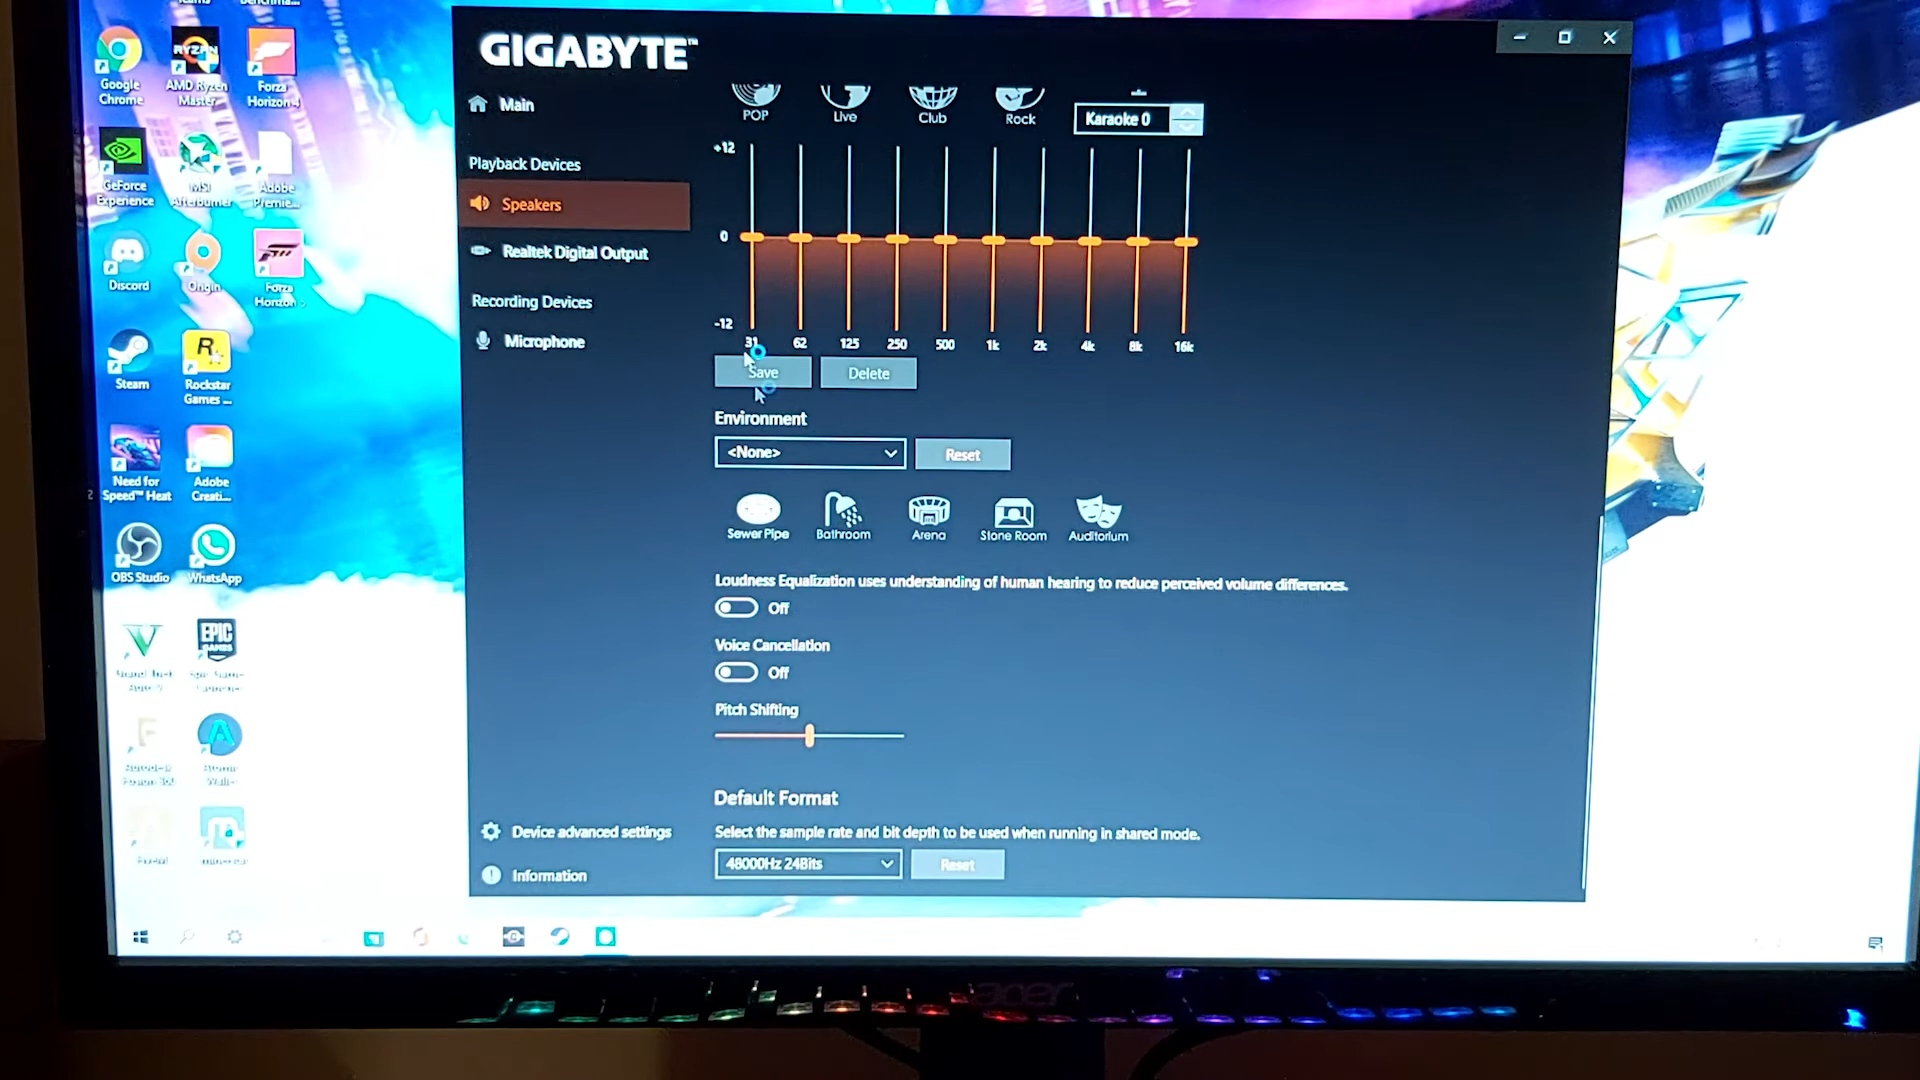 GIGABYTE™
Main
Playback Devices
Speakers
Realtek Digital Output
Recording Devices
Microphone
Device advanced settings
Information
POP
Live
Club
Rock
Karaoke 0
+12
0
-12
31
62
125
250
500
1k
2k
4k
8k
16k
Save
Delete
Environment
<None>
Reset
Sewer Pipe
Bathroom
Arena
Stone Room
Auditorium
Loudness Equalization uses understanding of human hearing to reduce perceived volume differences.
Off
Voice Cancellation
Off
Pitch Shifting
Default Format
Select the sample rate and bit depth to be used when running in shared mode.
48000Hz 24Bits
Reset
Google
Chrome
RYZEN
AMD Ryzen
Master
Forza
Horizon 4
GeForce
Experience
MSI
Afterburner
Adobe
Premie...
Discord
Origin
Forza
Horizon
Steam
R
Rockstar
Games ...
Need for
Speed™ Heat
Adobe
Creati...
OBS Studio
WhatsApp
EPIC
GAMES
acer